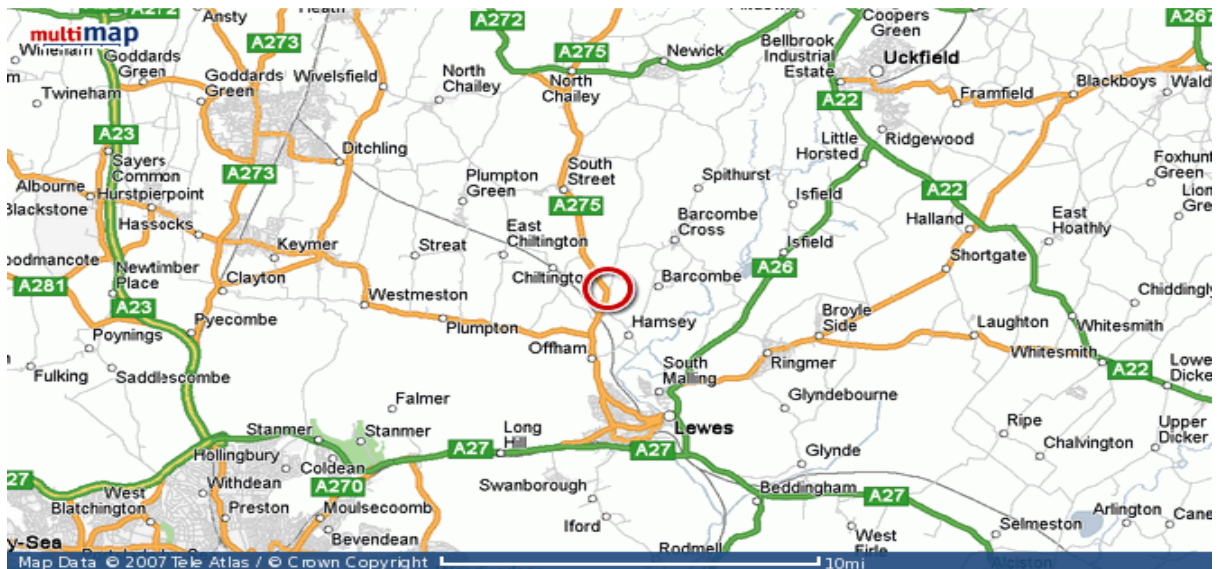 Ansty
Heath
A272
A267
multimap
A273
A275
Newick
Coopers
Green
Bellbrook
Industrial
Estate
Uckfield
Goddards
Green
Goddards
Green
Wivelsfield
North
Chailey
North
Chailey
Blackboys
Twineham
A22
Framfield
A23
Little
Horsted
Ridgewood
Sayers
Common
A273
Ditchling
South
Street
Foxhunt
Green
Albourne
Hurstpierpoint
Plumpton
Green
Spithurst
Isfield
A22
Blackstone
A275
Hassocks
Keymer
Streat
East
Chiltington
Barcombe
Cross
Isfield
Halland
East
Hoathly
Newtimber
Place
Clayton
Barcombe
A26
Shortgate
A281
A23
Westmeston
Chiddingly
Poynings
Pyecombe
Plumpton
Hamsey
Broyle
Side
Laughton
Whitesmith
Offham
Whitesmith
Fulking
Saddlescombe
South
Malling
Ringmer
A22
Falmer
Glyndebourne
Stanmer
Stanmer
Long
Lewes
Ripe
Upper
Dicker
Hollingbury
A27
A27
Glynde
Chalvington
Coldean
A270
Withdean
Swanborough
Beddingham
A27
West
Blatchington
Preston
Moulsecoomb
Iford
Selmeston
Arlington
Bevendean
Rodmell
West
Map Data © 2007 Tele Atlas / © Crown Copyright
10mi